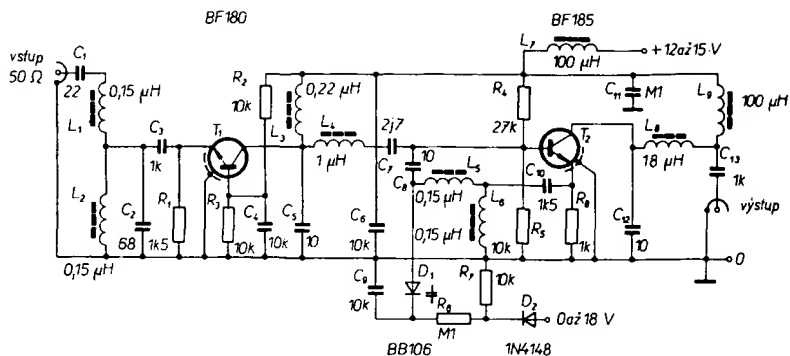 BF180
BF185
vstup
50 Ω
C1
22
0,15 μH
L1
L2
0,15 μH
C3
1k
C2
68
R1
1k5
T1
R3
10k
R2
10k
L3
0,22 μH
C4
10k
C5
10
L4
1 μH
C6
10k
2j7
C7
10
C8
L5
0,15 μH
0,15 μH
L6
C9
10k
D1
BB106
R6
M1
R7
10k
D2
1N4148
0až18 V
L7
100 μH
+12až15 V
R4
27k
R5
10k
C10
1k5
T2
R8
1k
C11
M1
L8
18 μH
C12
10
L9
100 μH
C13
1k
výstup
0